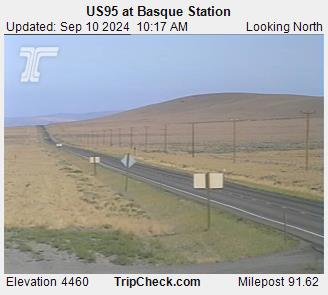 US95 at Basque Station
Updated: Sep 10 2024 10:17 AM Looking North
Elevation 4460 TripCheck.com Milepost 91.62